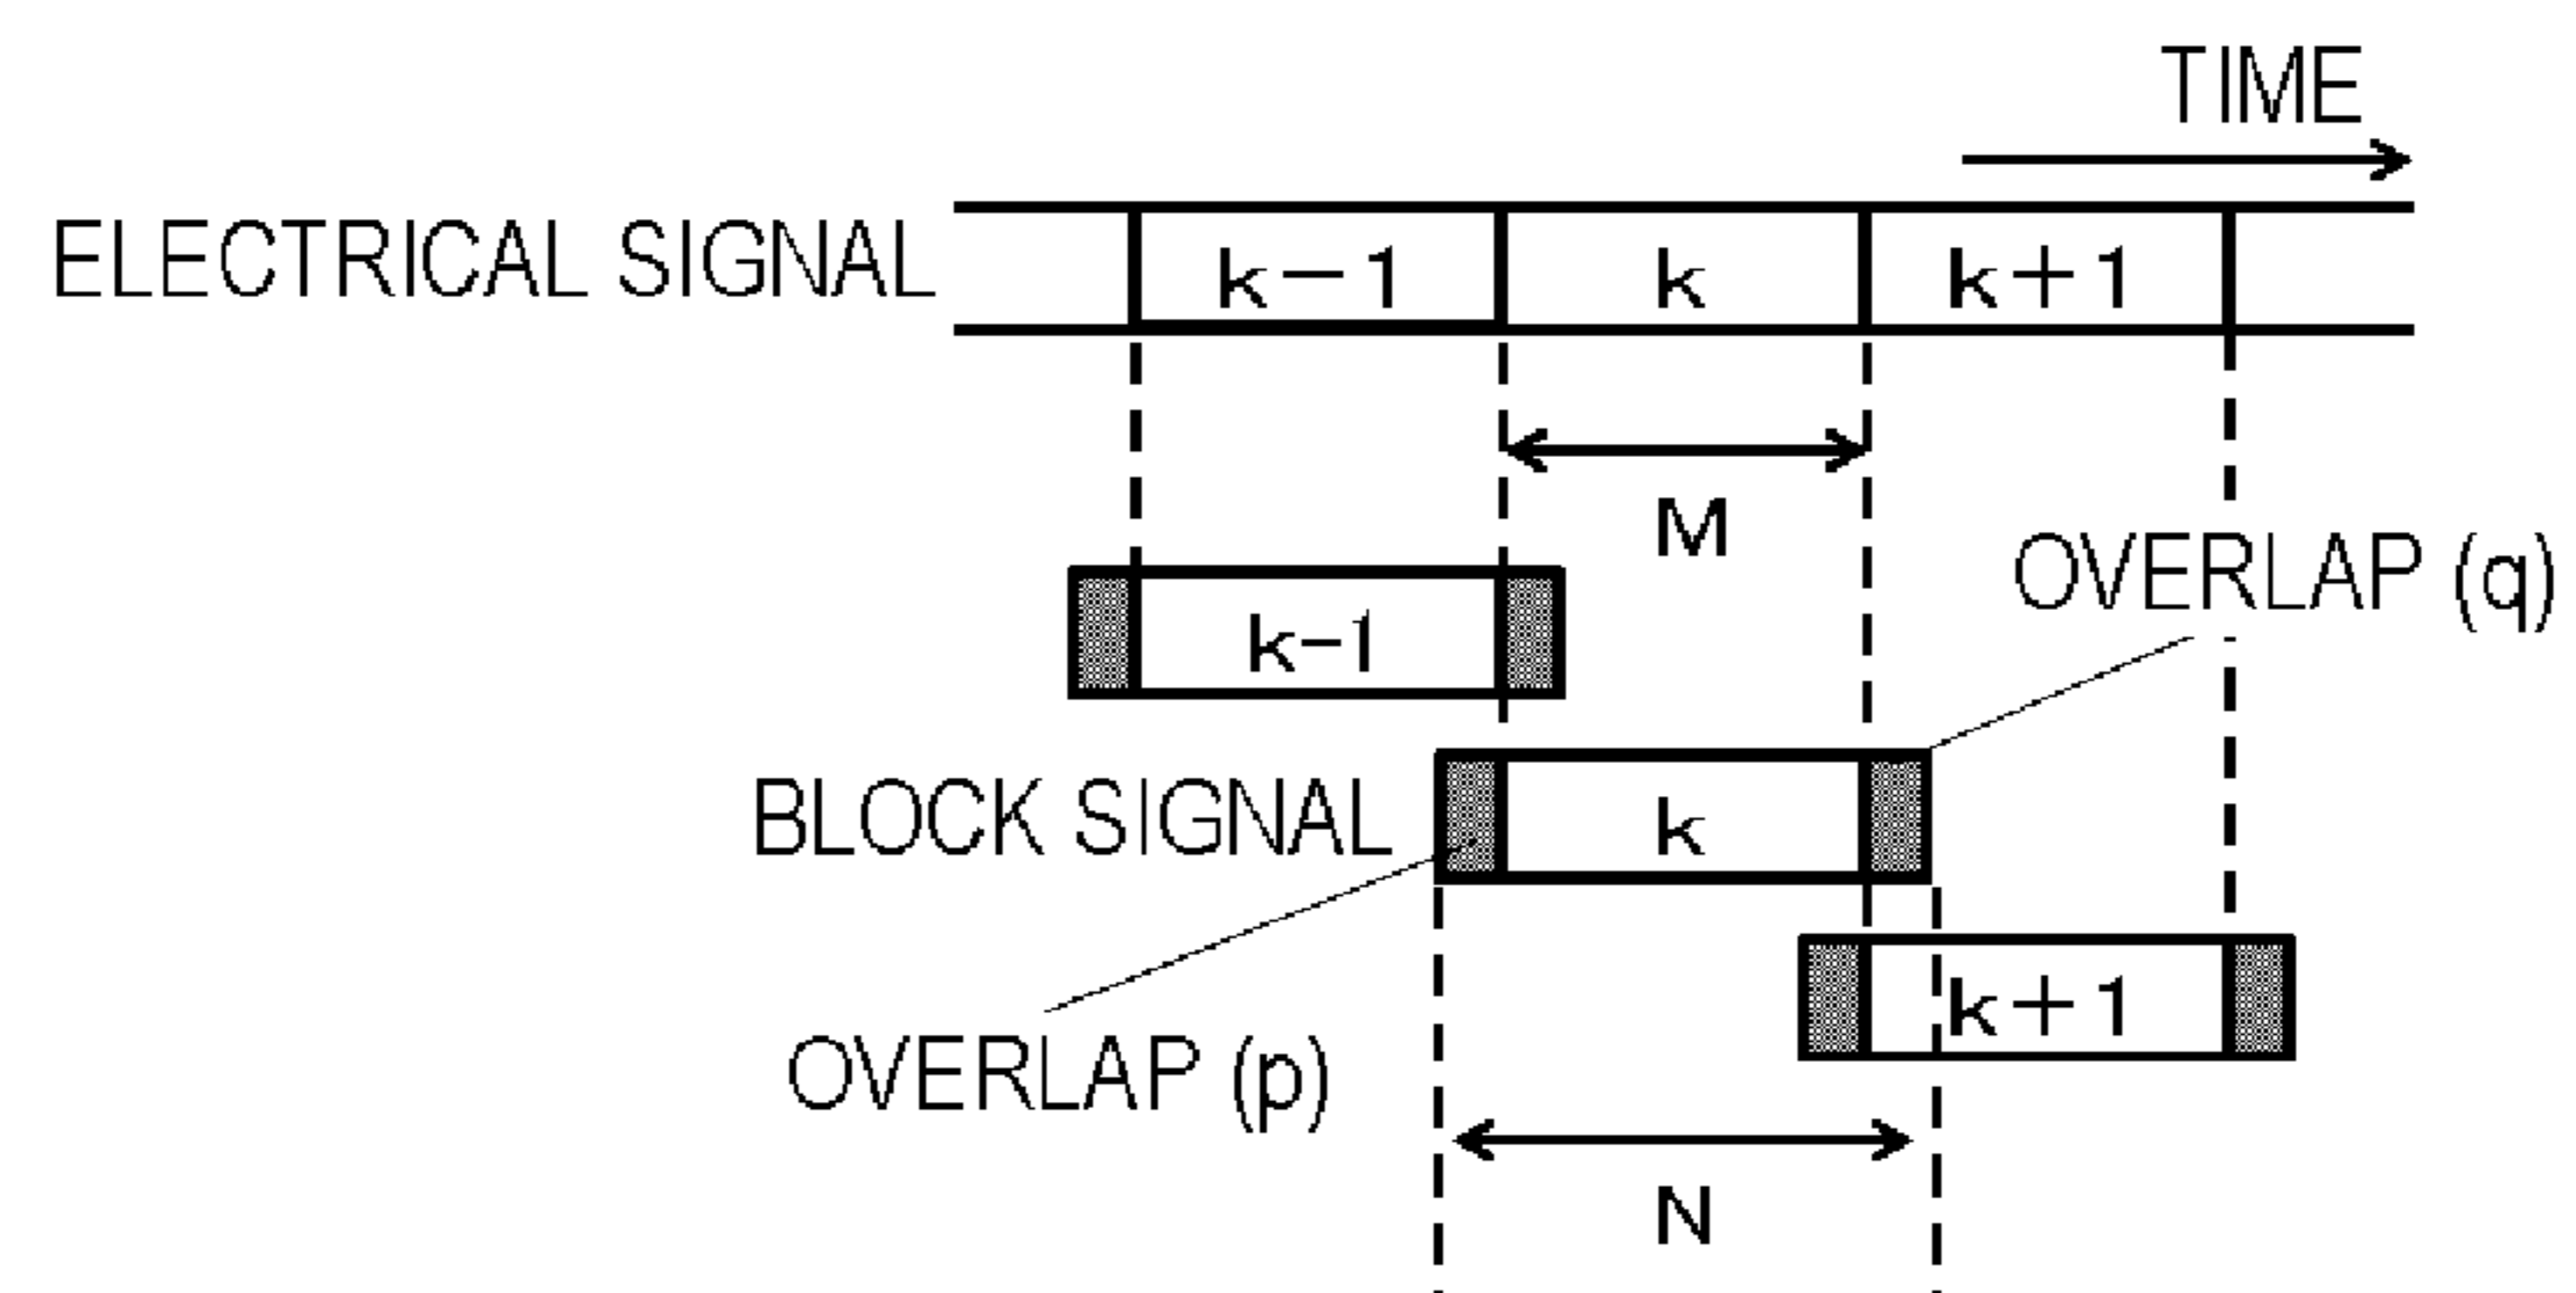 TIME
ELECTRICAL SIGNAL
k-1 k k+1
M
OVERLAP (q)
k-1
BLOCK SIGNAL
k
k+1
OVERLAP (p)
N